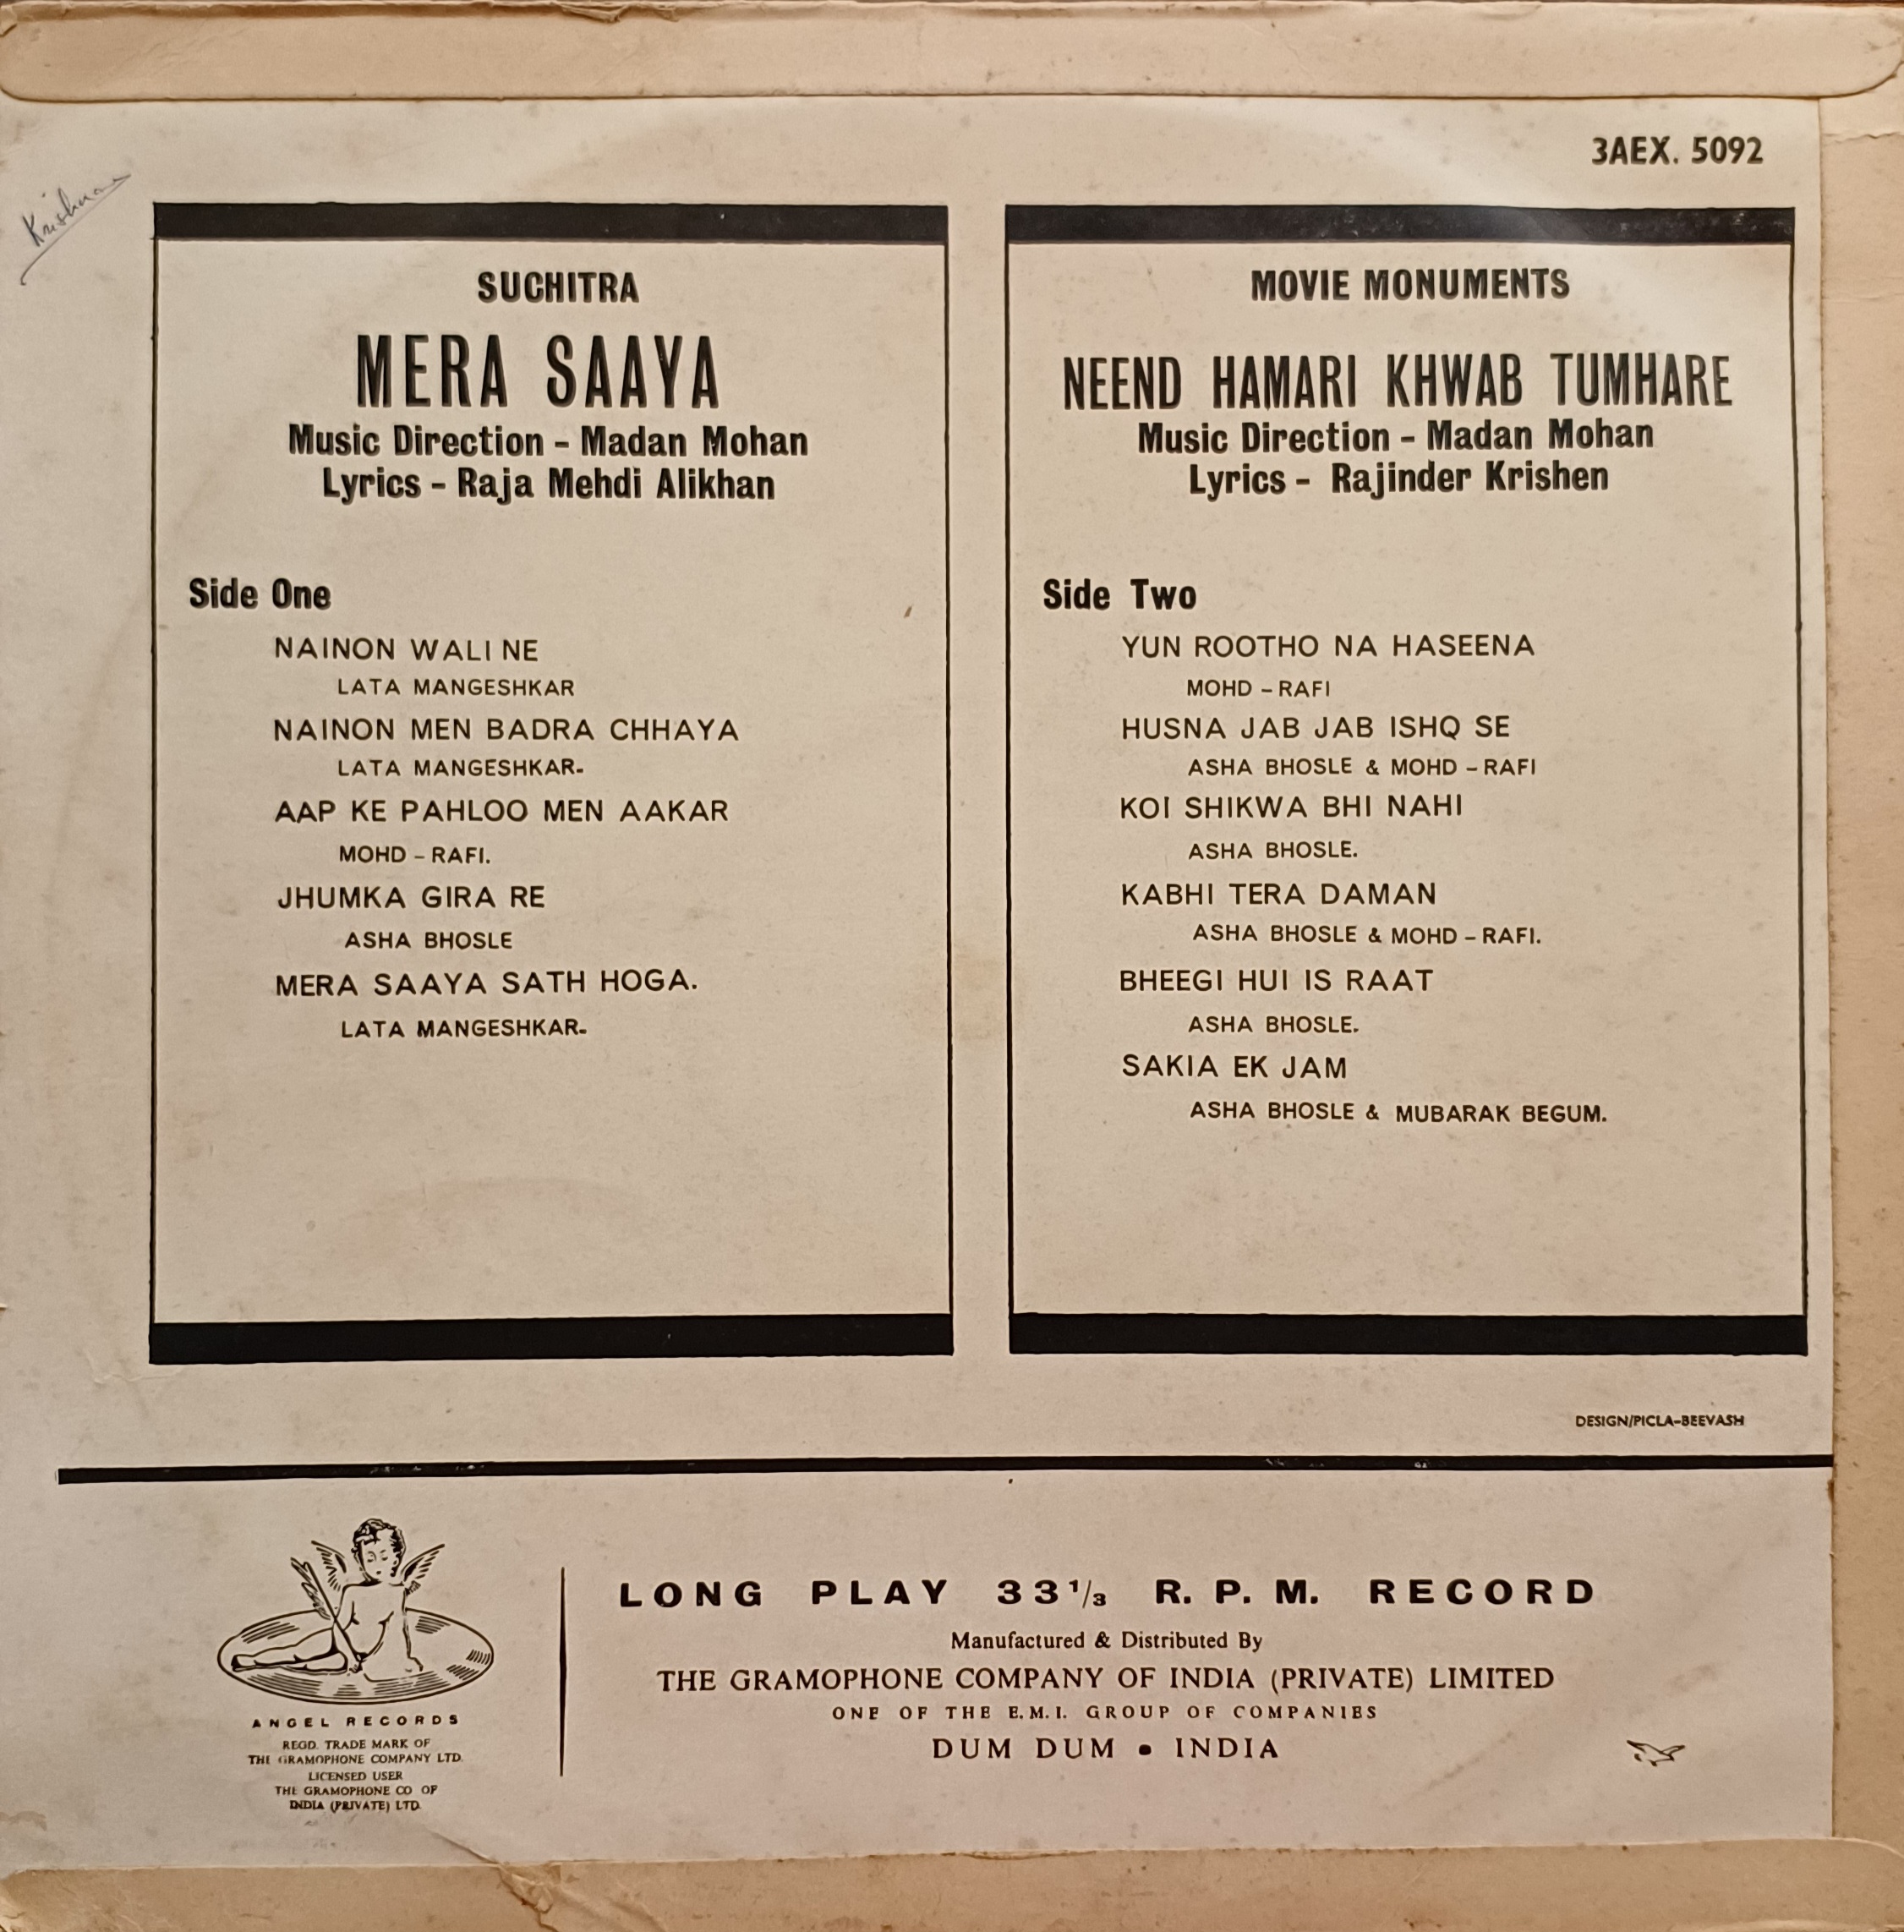 3AEX. 5092
Krishna
SUCHITRA
MERA SAAYA
Music Direction - Madan Mohan
Lyrics - Raja Mehdi Alikhan
Side One
NAINON WALI NE
LATA MANGESHKAR
NAINON MEN BADRA CHHAYA
LATA MANGESHKAR-
AAP KE PAHLOO MEN AAKAR
MOHD - RAFI.
JHUMKA GIRA RE
ASHA BHOSLE
MERA SAAYA SATH HOGA.
LATA MANGESHKAR-
MOVIE MONUMENTS
NEEND HAMARI KHWAB TUMHARE
Music Direction - Madan Mohan
Lyrics - Rajinder Krishen
Side Two
YUN ROOTHO NA HASEENA
MOHD - RAFI
HUSNA JAB JAB ISHQ SE
ASHA BHOSLE & MOHD - RAFI
KOI SHIKWA BHI NAHI
ASHA BHOSLE.
KABHI TERA DAMAN
ASHA BHOSLE & MOHD - RAFI.
BHEEGI HUI IS RAAT
ASHA BHOSLE.
SAKIA EK JAM
ASHA BHOSLE & MUBARAK BEGUM.
DESIGN/PICLA-BEEVASH
ANGEL RECORDS
REGD. TRADE MARK OF
THE GRAMOPHONE COMPANY LTD.
LICENSED USER
THE GRAMOPHONE CO OF
INDIA (PRIVATE) LTD.
LONG PLAY 33 1/3 R. P. M. RECORD
Manufactured & Distributed By
THE GRAMOPHONE COMPANY OF INDIA (PRIVATE) LIMITED
ONE OF THE E.M.I. GROUP OF COMPANIES
DUM DUM • INDIA